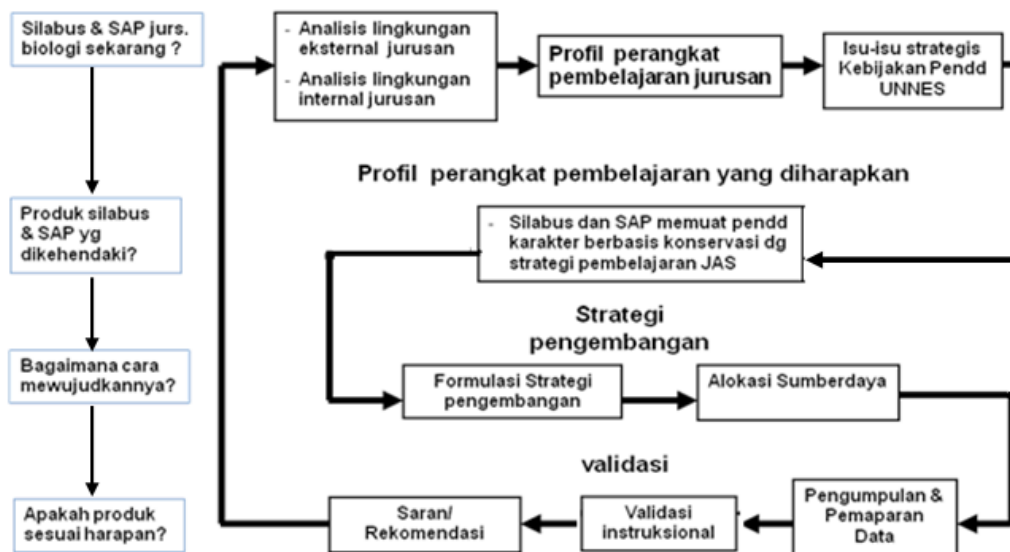 Silabus & SAP jurs.
biologi sekarang ?
- Analisis lingkungan
eksternal jurusan
- Analisis lingkungan
internal jurusan
Profil perangkat
pembelajaran jurusan
Isu-isu strategis
Kebijakan Pendd
UNNES
Profil perangkat pembelajaran yang diharapkan
Produk silabus
& SAP yg
dikehendaki?
- Silabus dan SAP memuat pendd
karakter berbasis konservasi dg
strategi pembelajaran JAS
Strategi
pengembangan
Bagaimana cara
mewujudkannya?
Formulasi Strategi
pengembangan
Alokasi Sumberdaya
validasi
Apakah produk
sesuai harapan?
Saran/
Rekomendasi
Validasi
instruksional
Pengumpulan &
Pemaparan
Data